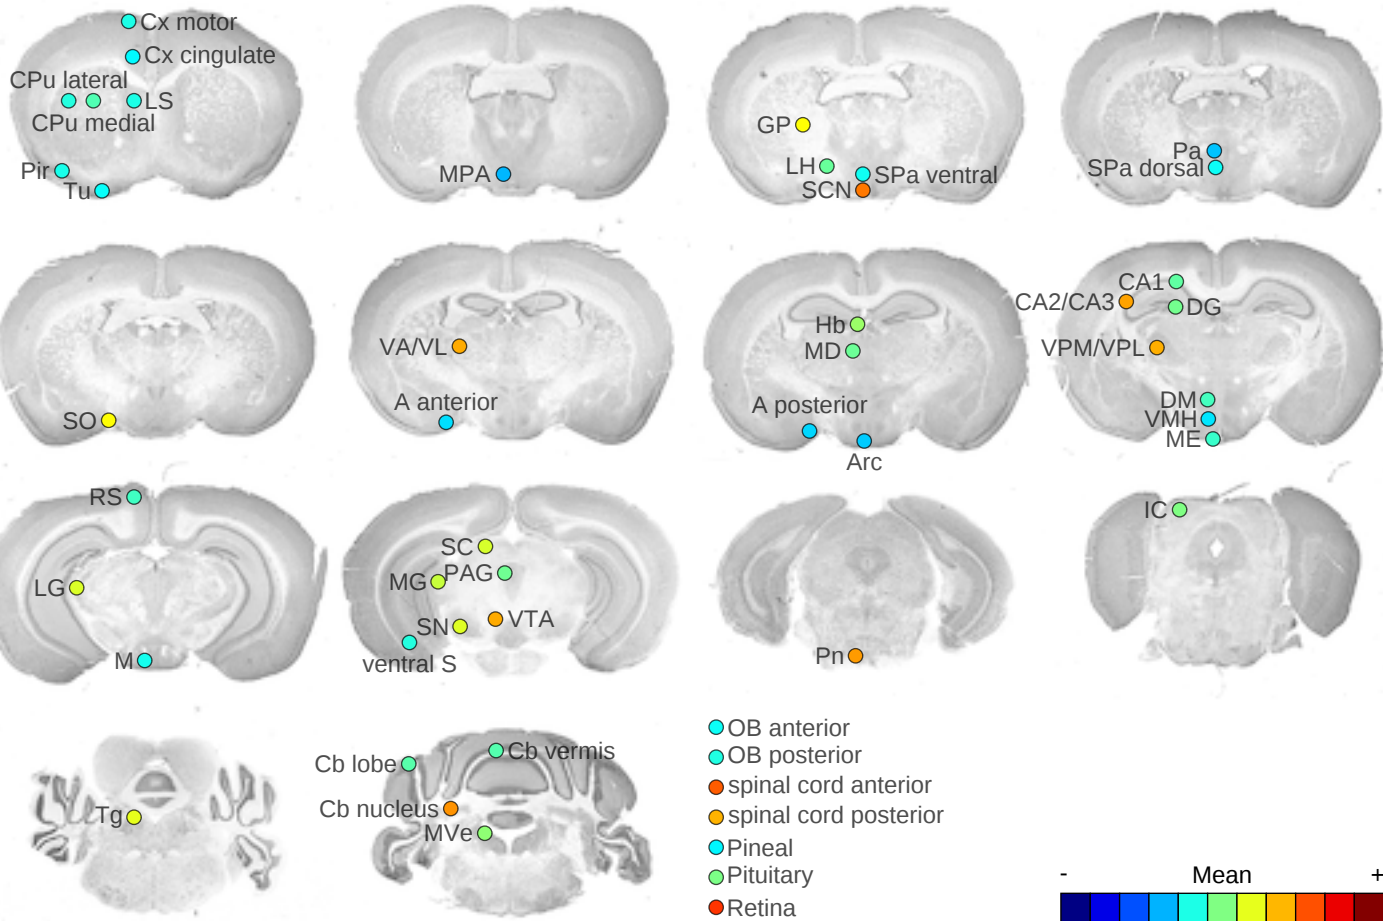 Cx motor
Cx cingulate
CPu lateral
LS
CPu medial
Pir
Tu
MPA
GP
LH
SPa ventral
SCN
Pa
SPa dorsal
SO
VA/VL
A anterior
Hb
MD
A posterior
Arc
CA1
CA2/CA3
DG
VPM/VPL
DM
VMH
ME
RS
LG
M
SC
PAG
MG
SN
VTA
ventral S
Pn
IC
Tg
Cb vermis
Cb lobe
Cb nucleus
MVe
OB anterior
OB posterior
spinal cord anterior
spinal cord posterior
Pineal
Pituitary
Retina
- Mean +